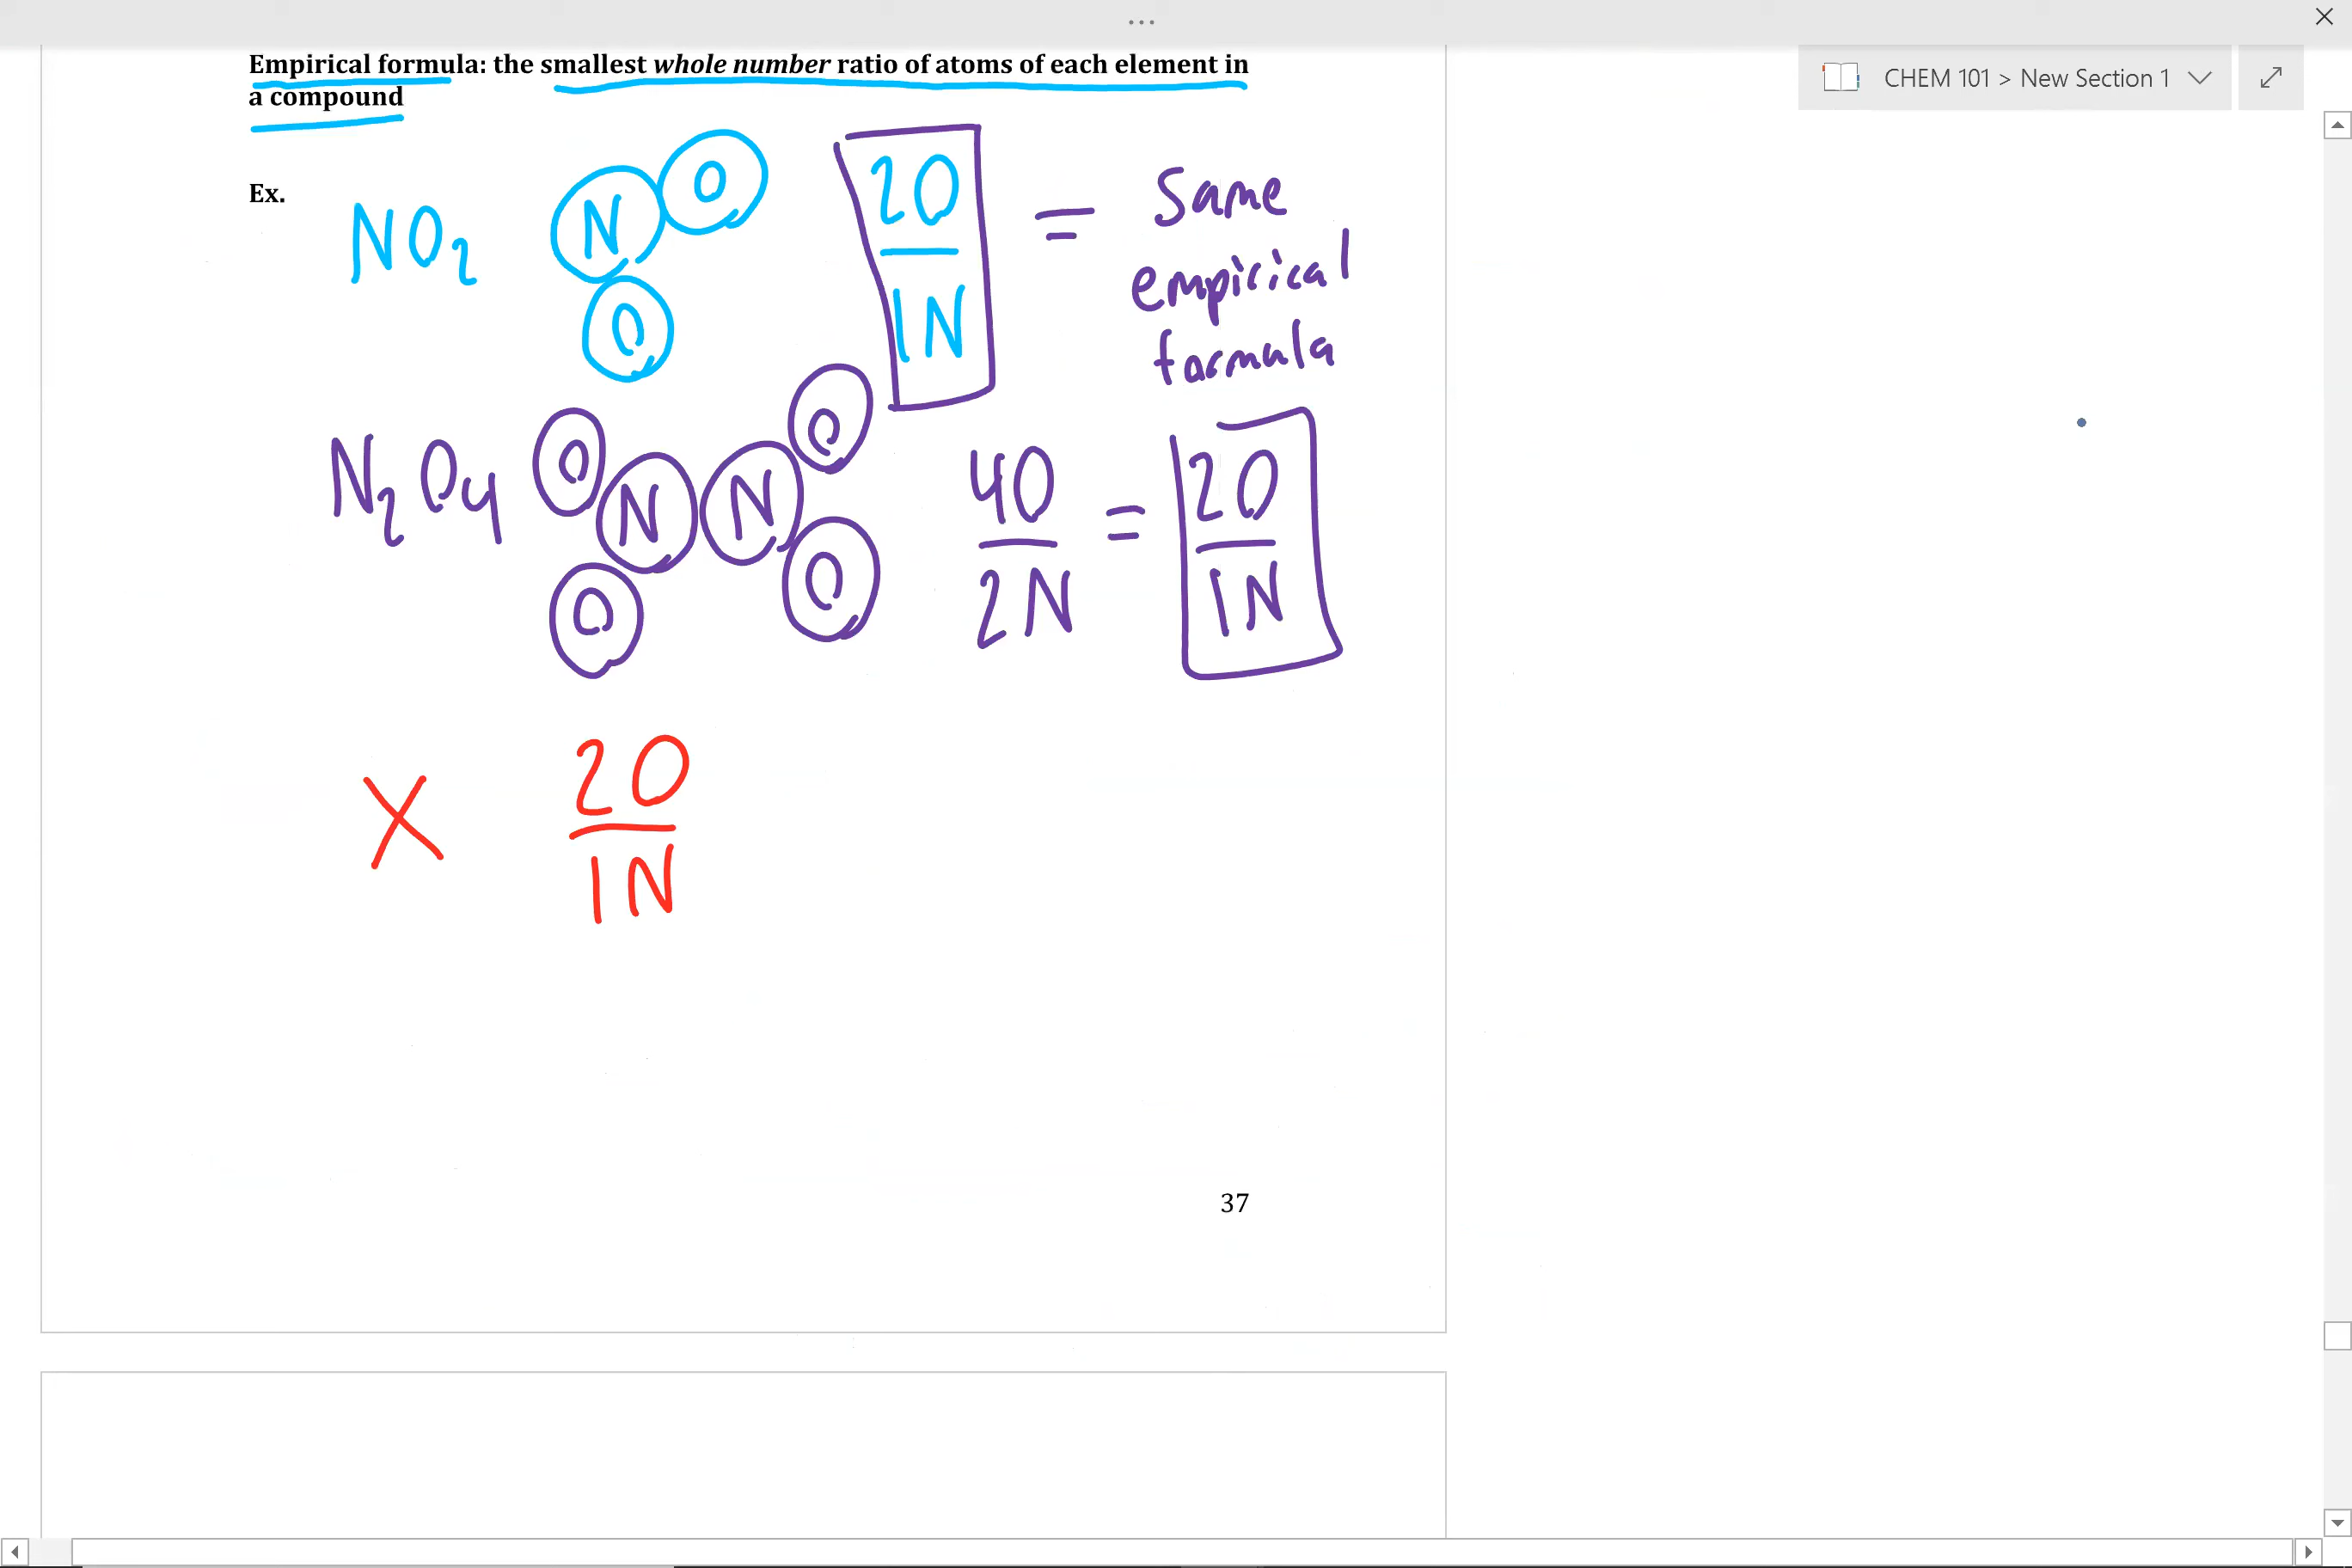 ...
CHEM 101 > New Section 1
Empirical formula: the smallest whole number ratio of atoms of each element in
a compound
Ex.
NO2
N O
O
2O
1N
= Same
empirical
formula
N2O4
O O
N N
O O
4O
2N
=
2O
1N
X
2O
1N
37